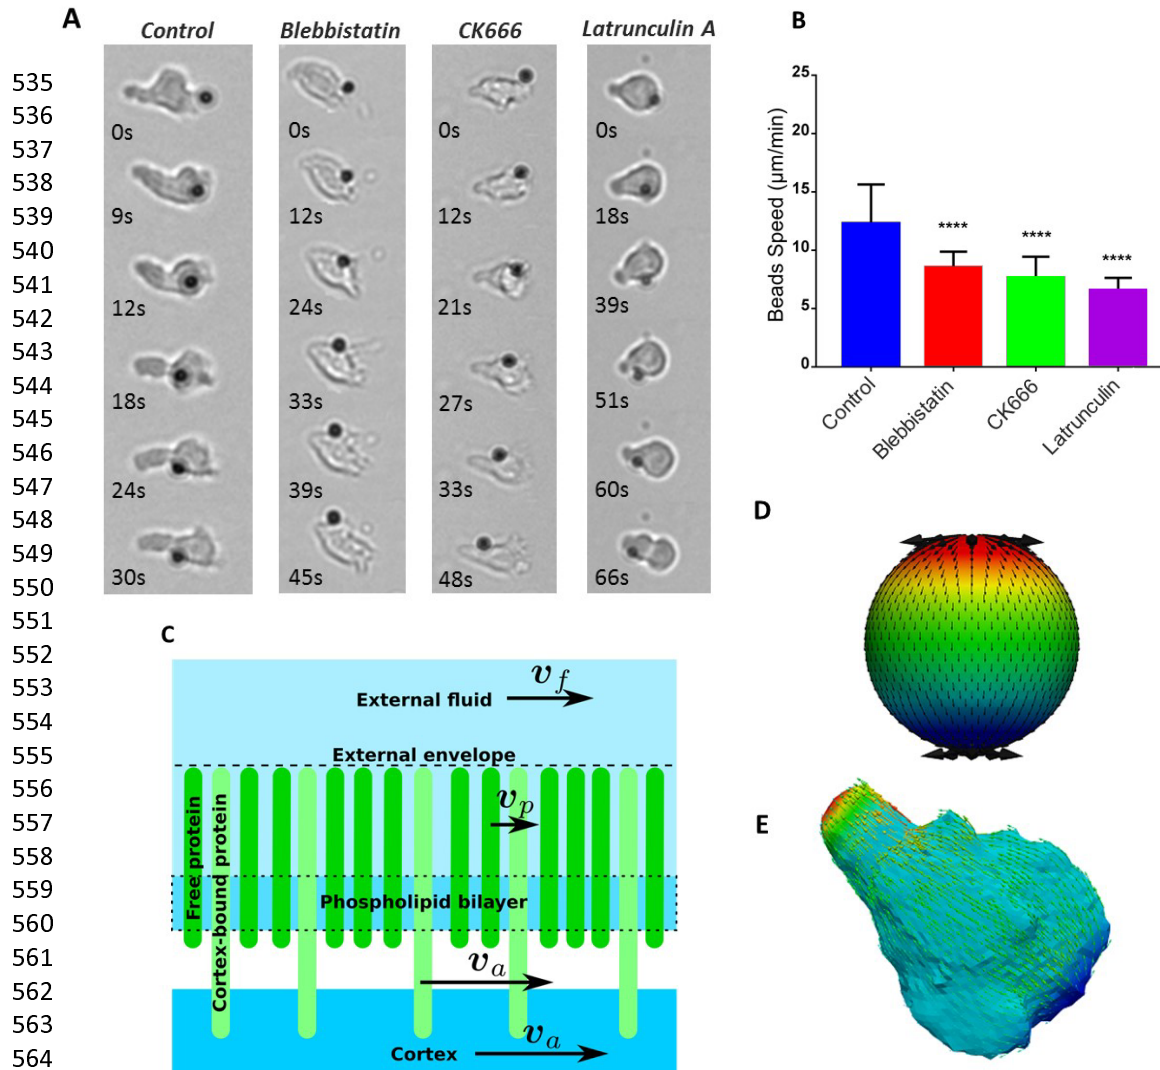 A
Control
Blebbistatin
CK666
Latrunculin A
0s
9s
12s
18s
24s
30s
0s
12s
24s
33s
39s
45s
0s
12s
21s
27s
33s
48s
0s
18s
39s
51s
60s
66s
B
Beads Speed (µm/min)
25
20
15
10
5
0
****
****
****
Control
Blebbistatin
CK666
Latrunculin
C
External fluid
v_f
External envelope
v_p
Free protein
Cortex-bound protein
Phospholipid bilayer
v_a
v_a
Cortex
D
E
535
536
537
538
539
540
541
542
543
544
545
546
547
548
549
550
551
552
553
554
555
556
557
558
559
560
561
562
563
564